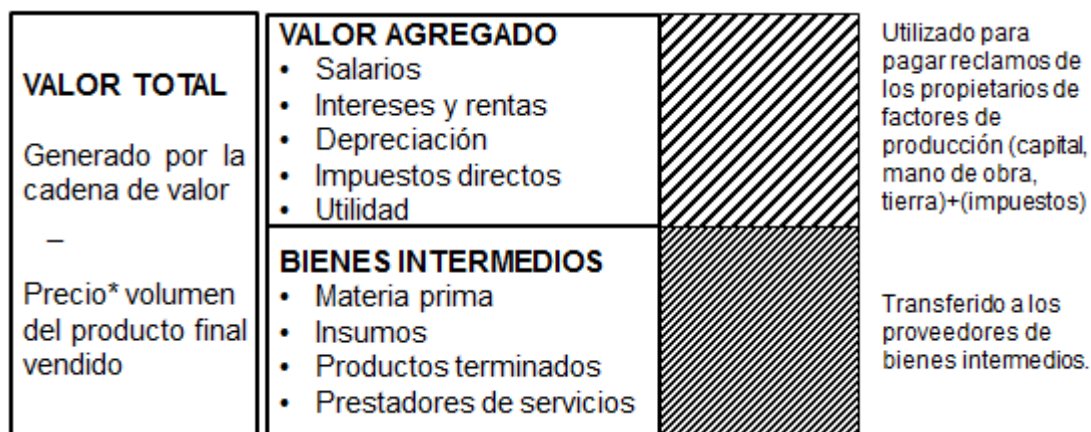 VALOR TOTAL
Generado por la
cadena de valor
–
Precio* volumen
del producto final
vendido
VALOR AGREGADO
• Salarios
• Intereses y rentas
• Depreciación
• Impuestos directos
• Utilidad
BIENES INTERMEDIOS
• Materia prima
• Insumos
• Productos terminados
• Prestadores de servicios
Utilizado para
pagar reclamos de
los propietarios de
factores de
producción (capital,
mano de obra,
tierra)+(impuestos)
Transferido a los
proveedores de
bienes intermedios.